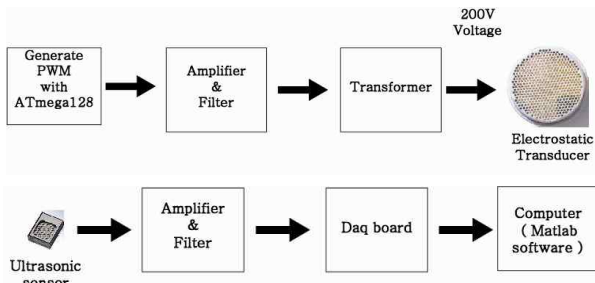 200V
Voltage
Generate
PWM
with
ATmega128
Amplifier
&
Filter
Transformer
Electrostatic
Transducer
Amplifier
&
Filter
Daq board
Computer
( Matlab
software )
Ultrasonic
sensor